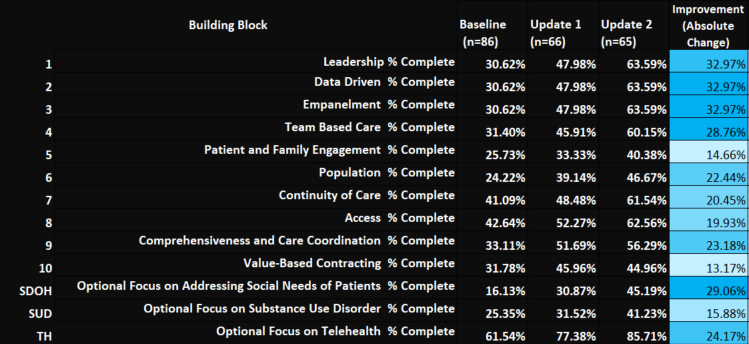 Building Block Baseline (n=86) Update 1 (n=66) Update 2 (n=65) Improvement (Absolute Change)
1 Leadership % Complete 30.62% 47.98% 63.59% 32.97%
2 Data Driven % Complete 30.62% 47.98% 63.59% 32.97%
3 Empanelment % Complete 30.62% 47.98% 63.59% 32.97%
4 Team Based Care % Complete 31.40% 45.91% 60.15% 28.76%
5 Patient and Family Engagement % Complete 25.73% 33.33% 40.38% 14.66%
6 Population % Complete 24.22% 39.14% 46.67% 22.44%
7 Continuity of Care % Complete 41.09% 48.48% 61.54% 20.45%
8 Access % Complete 42.64% 52.27% 62.56% 19.93%
9 Comprehensiveness and Care Coordination % Complete 33.11% 51.69% 56.29% 23.18%
10 Value-Based Contracting % Complete 31.78% 45.96% 44.96% 13.17%
SDOH Optional Focus on Addressing Social Needs of Patients % Complete 16.13% 30.87% 45.19% 29.06%
SUD Optional Focus on Substance Use Disorder % Complete 25.35% 31.52% 41.23% 15.88%
TH Optional Focus on Telehealth % Complete 61.54% 77.38% 85.71% 24.17%